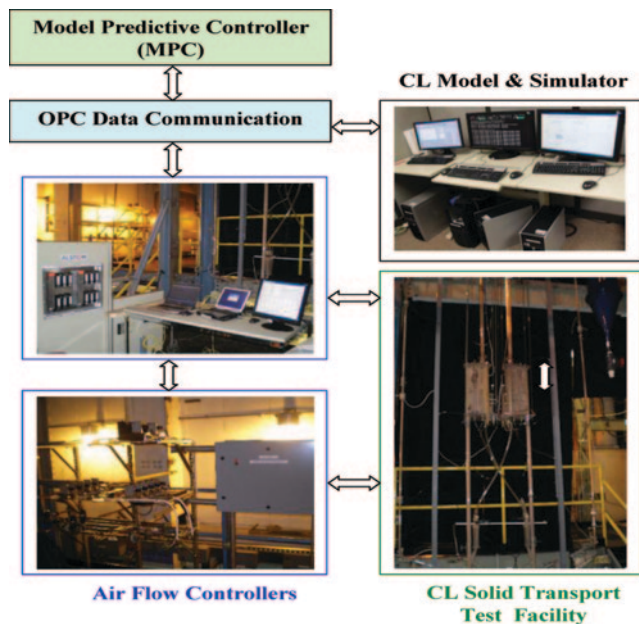 Model Predictive Controller
(MPC)
OPC Data Communication
CL Model & Simulator
Air Flow Controllers
CL Solid Transport
Test Facility